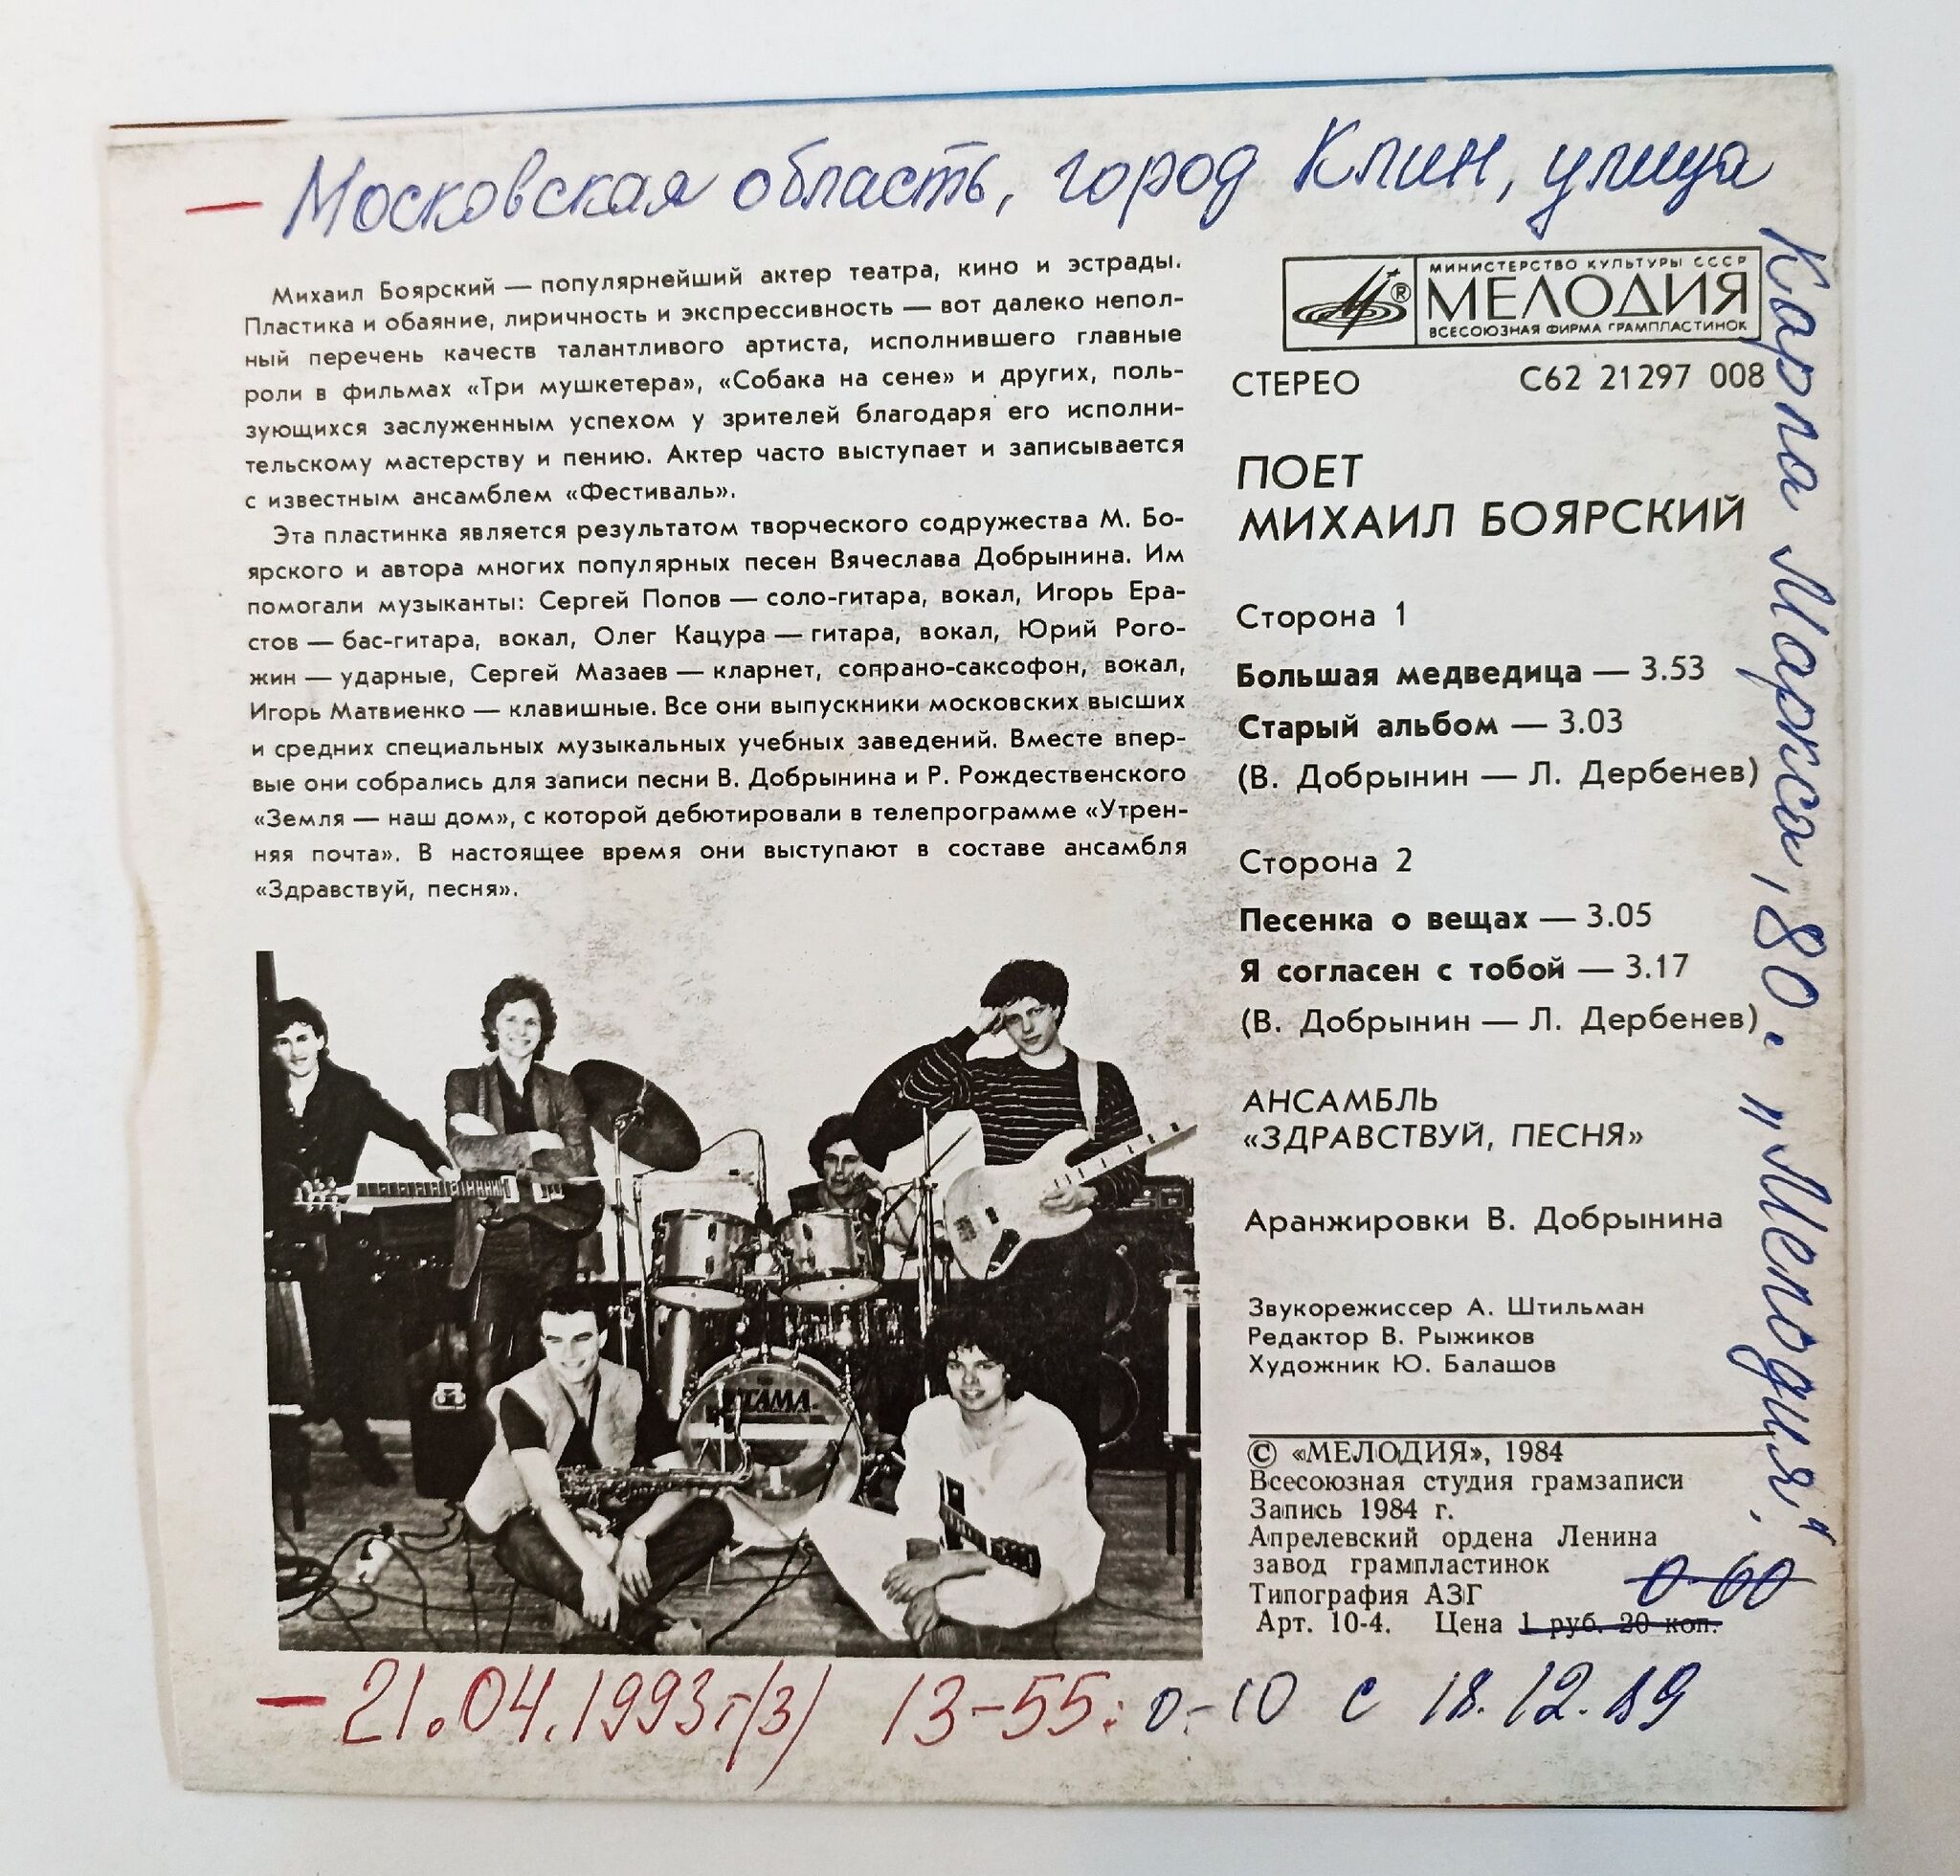 — Московская область, город Клин, улица
Карла Маркса, 80. „Мелодия".
Михаил Боярский — популярнейший актер театра, кино и эстрады.
Пластика и обаяние, лиричность и экспрессивность — вот далеко непол-
ный перечень качеств талантливого артиста, исполнившего главные
роли в фильмах «Три мушкетера», «Собака на сене» и других, поль-
зующихся заслуженным успехом у зрителей благодаря его исполни-
тельскому мастерству и пению. Актер часто выступает и записывается
с известным ансамблем «Фестиваль».
Эта пластинка является результатом творческого содружества М. Бо-
ярского и автора многих популярных песен Вячеслава Добрынина. Им
помогали музыканты: Сергей Попов — соло-гитара, вокал, Игорь Ера-
стов — бас-гитара, вокал, Олег Кацура — гитара, вокал, Юрий Рого-
жин — ударные, Сергей Мазаев — кларнет, сопрано-саксофон, вокал,
Игорь Матвиенко — клавишные. Все они выпускники московских высших
и средних специальных музыкальных учебных заведений. Вместе впер-
вые они собрались для записи песни В. Добрынина и Р. Рождественского
«Земля — наш дом», с которой дебютировали в телепрограмме «Утрен-
няя почта». В настоящее время они выступают в составе ансамбля
«Здравствуй, песня».
TAMA
МИНИСТЕРСТВО КУЛЬТУРЫ СССР
® МЕЛОДИЯ
ВСЕСОЮЗНАЯ ФИРМА ГРАМПЛАСТИНОК
СТЕРЕО С62 21297 008
ПОЕТ
МИХАИЛ БОЯРСКИЙ
Сторона 1
Большая медведица — 3.53
Старый альбом — 3.03
(В. Добрынин — Л. Дербенев)
Сторона 2
Песенка о вещах — 3.05
Я согласен с тобой — 3.17
(В. Добрынин — Л. Дербенев)
АНСАМБЛЬ
«ЗДРАВСТВУЙ, ПЕСНЯ»
Аранжировки В. Добрынина
Звукорежиссер А. Штильман
Редактор В. Рыжиков
Художник Ю. Балашов
© «МЕЛОДИЯ», 1984
Всесоюзная студия грамзаписи
Запись 1984 г.
Апрелевский ордена Ленина
завод грампластинок
Типография АЗГ
0-60
Арт. 10-4. Цена 1 руб. 20 коп.
— 21.04.1993г/3/ 13-55: 0-10 с 18.12.89